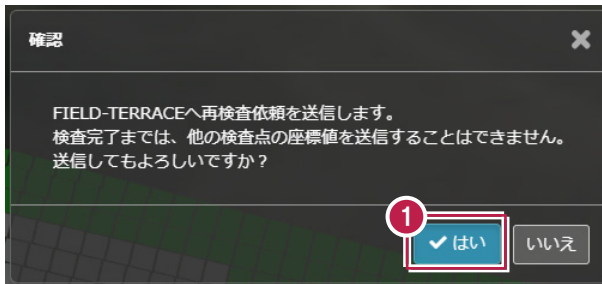 確認
FIELD-TERRACEへ再検査依頼を送信します。
検査完了までは、他の検査点の座標値を送信することはできません。
送信してもよろしいですか？
1
はい
いいえ